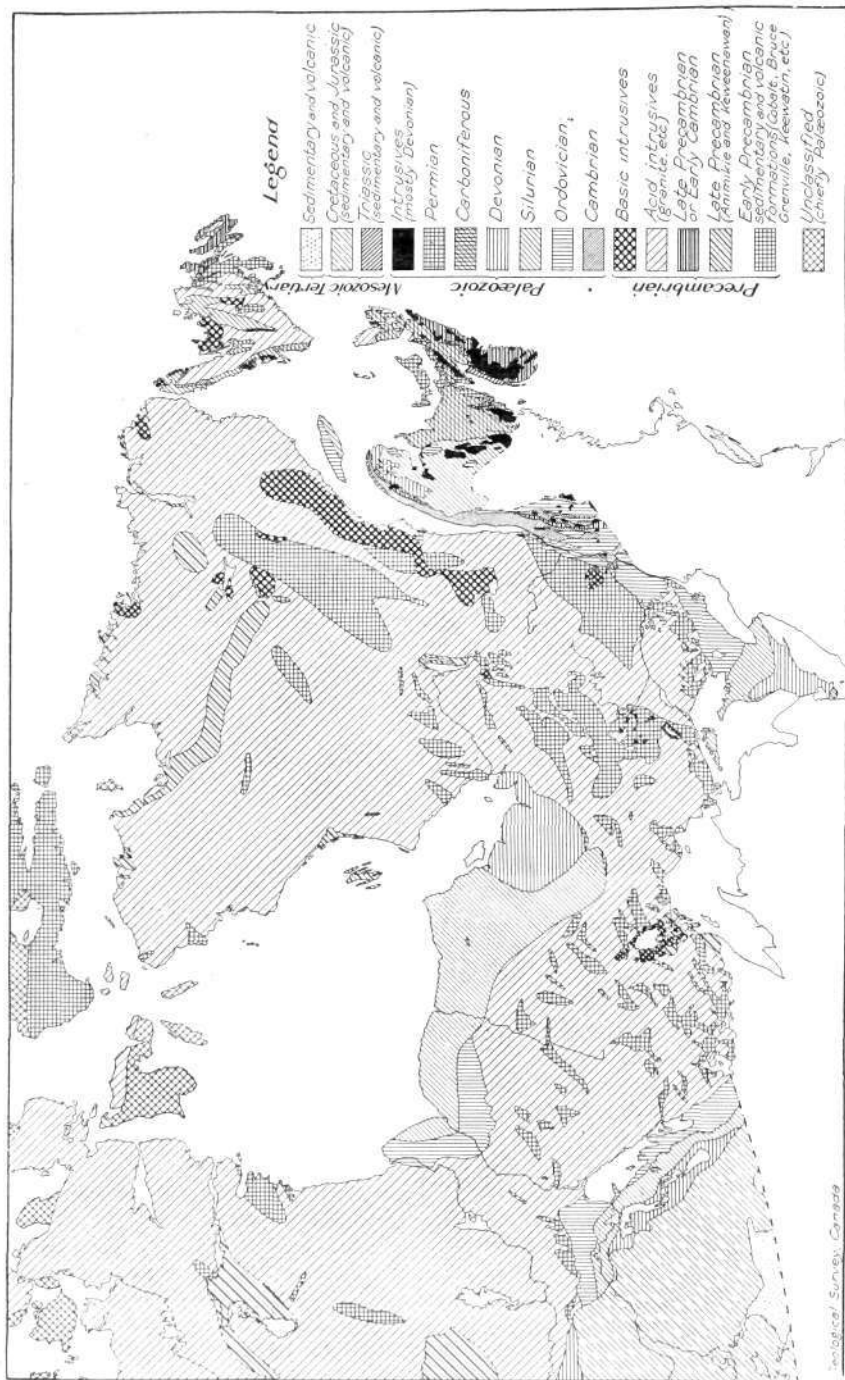 Legend
Tertiary
Sedimentary and volcanic
Mesozoic
Cretaceous and Jurassic
(sedimentary and volcanic)
Triassic
(sedimentary and volcanic)
Palæozoic
Intrusives
(mostly Devonian)
Permian
Carboniferous
Devonian
Silurian
Ordovician
Cambrian
Precambrian
Basic intrusives
Acid intrusives
(granite, etc)
Late Precambrian
or Early Cambrian
Late Precambrian
(Animikie and Keweenawan)
Early Precambrian
sedimentary and volcanic
formations (Cobalt, Bruce
Grenville, Keewatin, etc).
Unclassified
(chiefly Palæozoic)
Geological Survey, Canada